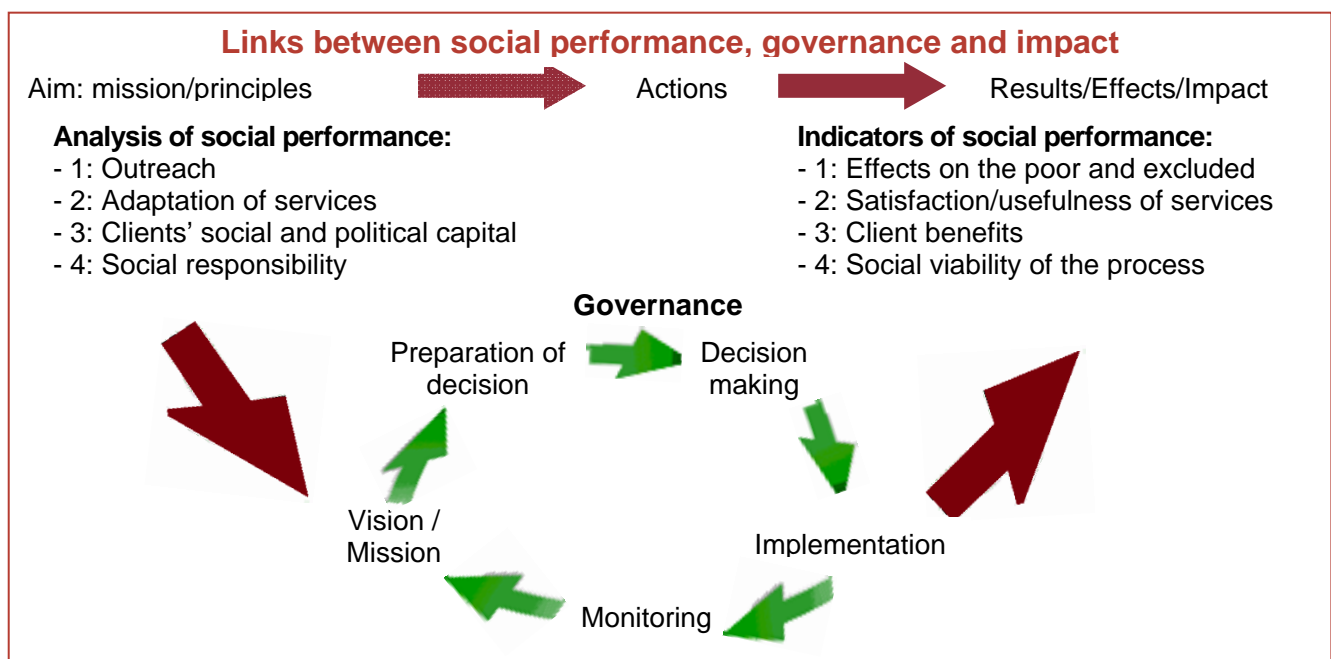 Links between social performance, governance and impact
Aim: mission/principles
Actions
Results/Effects/Impact
Analysis of social performance:
- 1: Outreach
- 2: Adaptation of services
- 3: Clients’ social and political capital
- 4: Social responsibility
Indicators of social performance:
- 1: Effects on the poor and excluded
- 2: Satisfaction/usefulness of services
- 3: Client benefits
- 4: Social viability of the process
Governance
Preparation of
decision
Decision
making
Vision /
Mission
Implementation
Monitoring